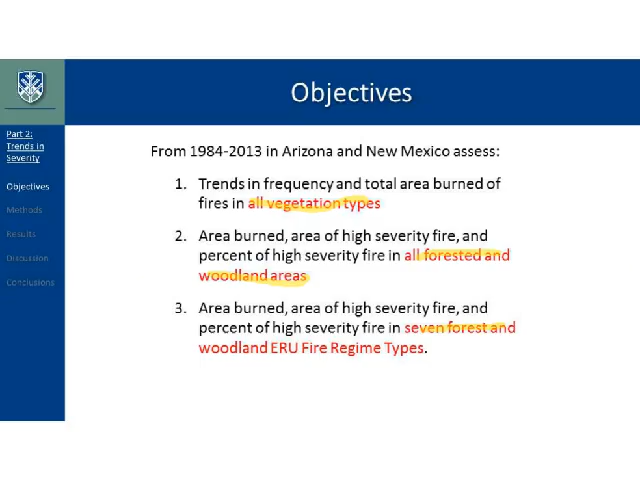 Objectives
Part 2:
Trends in
Severity
Objectives
Methods
Results
Discussion
Conclusions
From 1984-2013 in Arizona and New Mexico assess:
1. Trends in frequency and total area burned of
fires in all vegetation types
2. Area burned, area of high severity fire, and
percent of high severity fire in all forested and
woodland areas
3. Area burned, area of high severity fire, and
percent of high severity fire in seven forest and
woodland ERU Fire Regime Types.